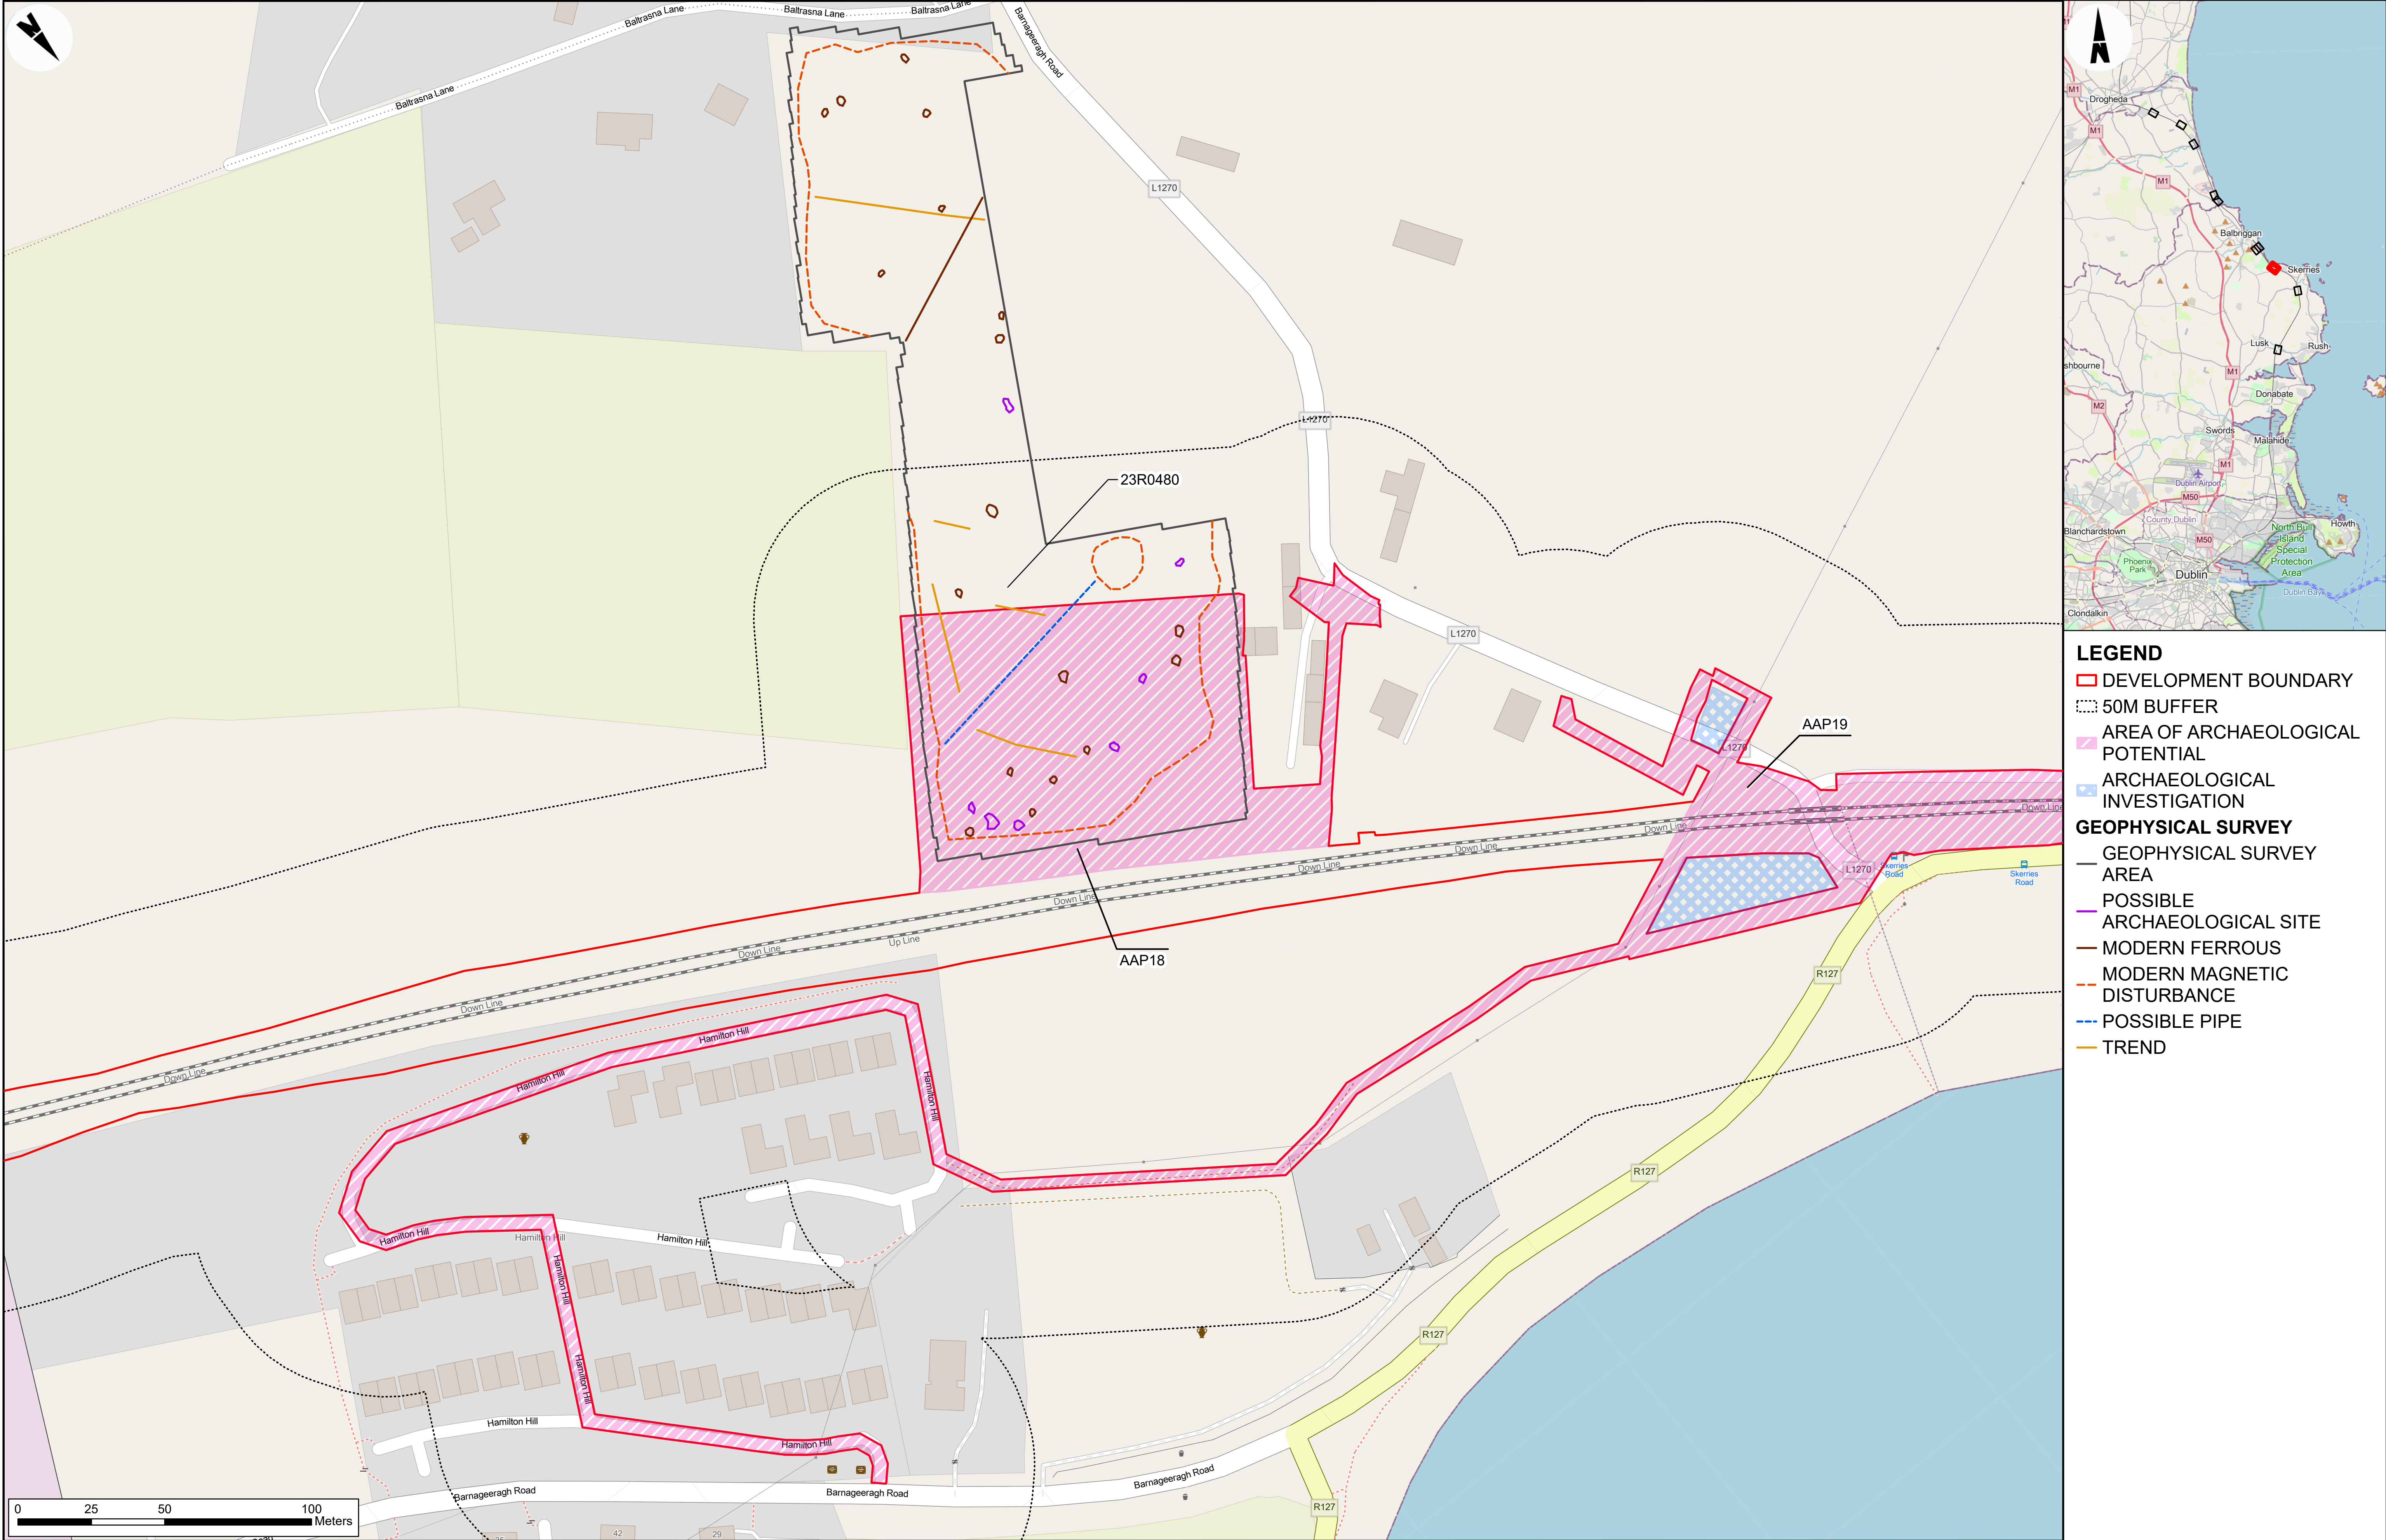 Baltrasna Lane
Baltrasna Lane
Baltrasna Lane
Baltrasna Lane
Barnageeragh Road
L1270
L1270
23R0480
L1270
L1270
AAP19
L1270
Down Line
Down Line
Down Line
Down Line
Down Line
Down Line
Up Line
Down Line
Down Line
Skerries
Road
Skerries
Road
AAP18
R127
R127
R127
R127
Hamilton Hill
Hamilton Hill
Hamilton Hill
Hamilton Hill
Hamilton Hill
Hamilton Hill
Hamilton Hill
Hamilton Hill
Hamilton Hill
Hamilton Hill
Barnageeragh Road
Barnageeragh Road
Barnageeragh Road
42
29
0 25 50 100
Meters
N
N
M1
Drogheda
M1
M1
Balbriggan
Skerries
Lusk
Rush
M1
shbourne
M1
Donabate
M2
Swords
Malahide
M1
Dublin Airport
M50
County Dublin
Blanchardstown
M50
North Bull
Island
Special
Protection
Area
Howth
Phoenix
Park
Dublin
Dublin Bay
Clondalkin
LEGEND
DEVELOPMENT BOUNDARY
50M BUFFER
AREA OF ARCHAEOLOGICAL
POTENTIAL
ARCHAEOLOGICAL
INVESTIGATION
GEOPHYSICAL SURVEY
GEOPHYSICAL SURVEY
AREA
POSSIBLE
ARCHAEOLOGICAL SITE
MODERN FERROUS
MODERN MAGNETIC
DISTURBANCE
POSSIBLE PIPE
TREND